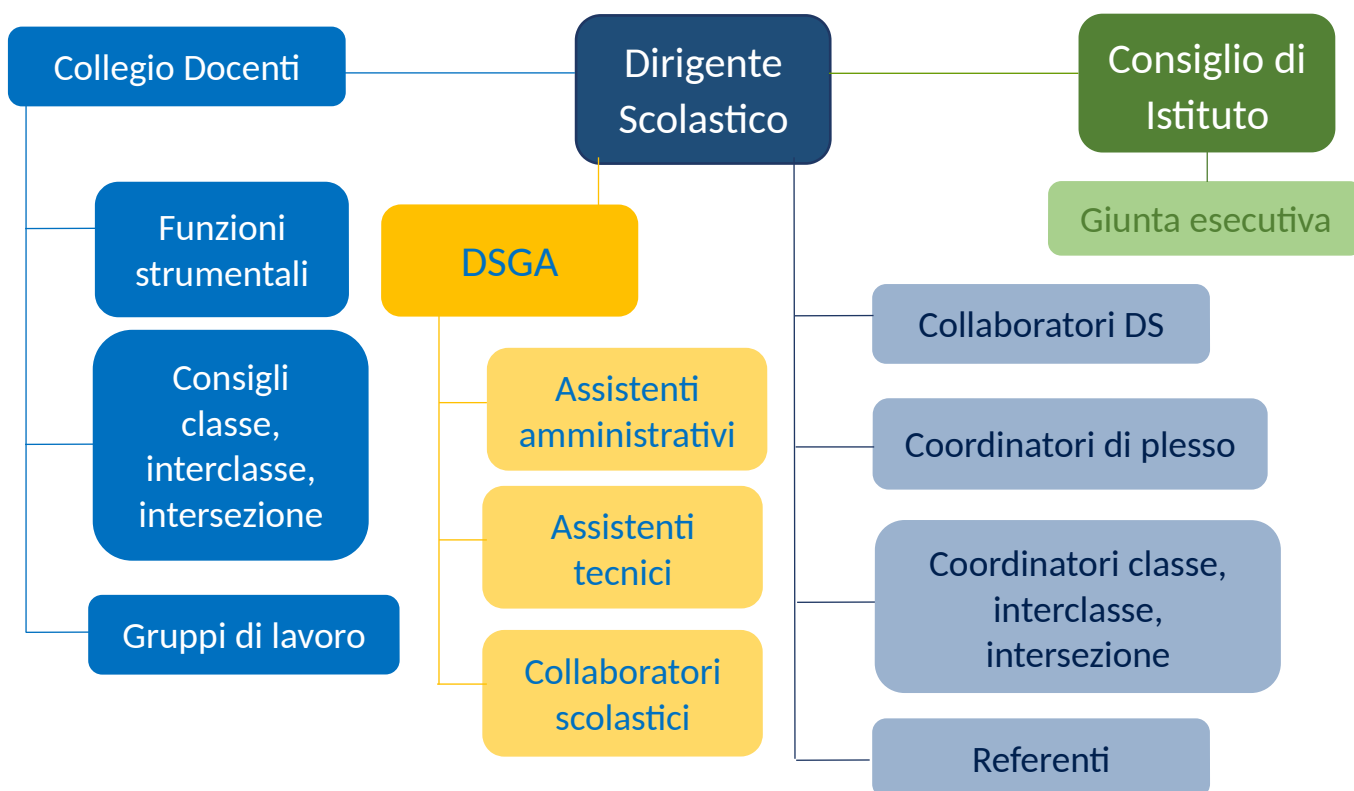 Collegio Docenti
Dirigente
Scolastico
Consiglio di
Istituto
Giunta esecutiva
Funzioni
strumentali
Consigli
classe,
interclasse,
intersezione
Gruppi di lavoro
DSGA
Assistenti
amministrativi
Assistenti
tecnici
Collaboratori
scolastici
Collaboratori DS
Coordinatori di plesso
Coordinatori classe,
interclasse,
intersezione
Referenti